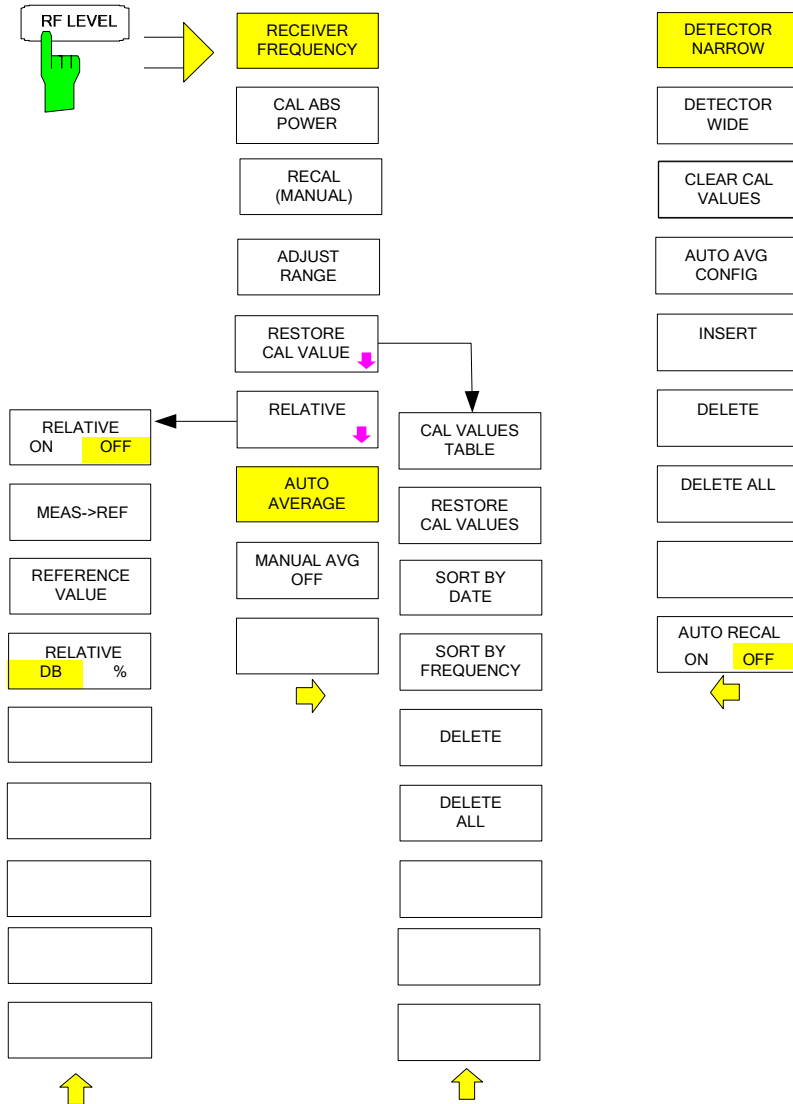 RF LEVEL
RECEIVER
FREQUENCY
CAL ABS
POWER
RECAL
(MANUAL)
ADJUST
RANGE
RESTORE
CAL VALUE
RELATIVE
AUTO
AVERAGE
MANUAL AVG
OFF
RELATIVE
ON OFF
MEAS->REF
REFERENCE
VALUE
RELATIVE
DB %
CAL VALUES
TABLE
RESTORE
CAL VALUES
SORT BY
DATE
SORT BY
FREQUENCY
DELETE
DELETE
ALL
DETECTOR
NARROW
DETECTOR
WIDE
CLEAR CAL
VALUES
AUTO AVG
CONFIG
INSERT
DELETE
DELETE ALL
AUTO RECAL
ON OFF